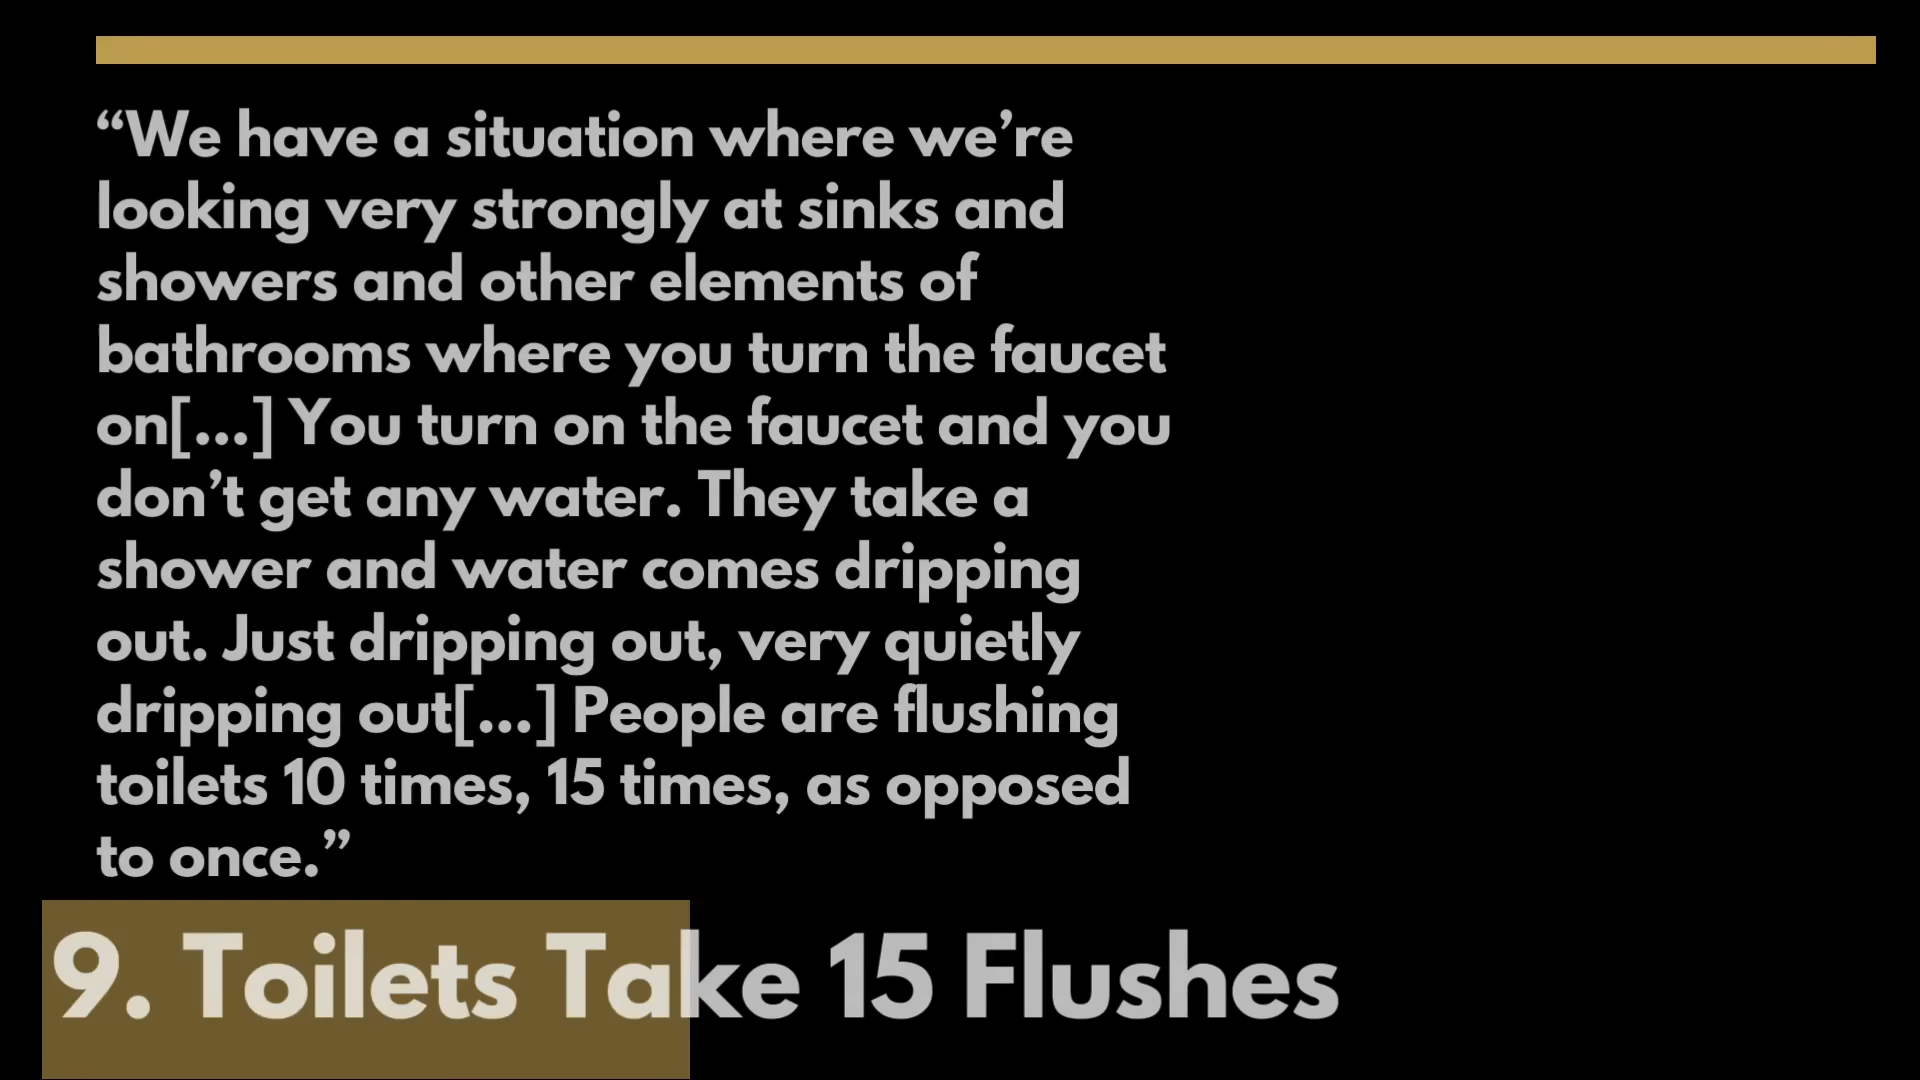 “We have a situation where we’re
looking very strongly at sinks and
showers and other elements of
bathrooms where you turn the faucet
on[...] You turn on the faucet and you
don’t get any water. They take a
shower and water comes dripping
out. Just dripping out, very quietly
dripping out[...] People are flushing
toilets 10 times, 15 times, as opposed
to once.”
9. Toilets Take 15 Flushes